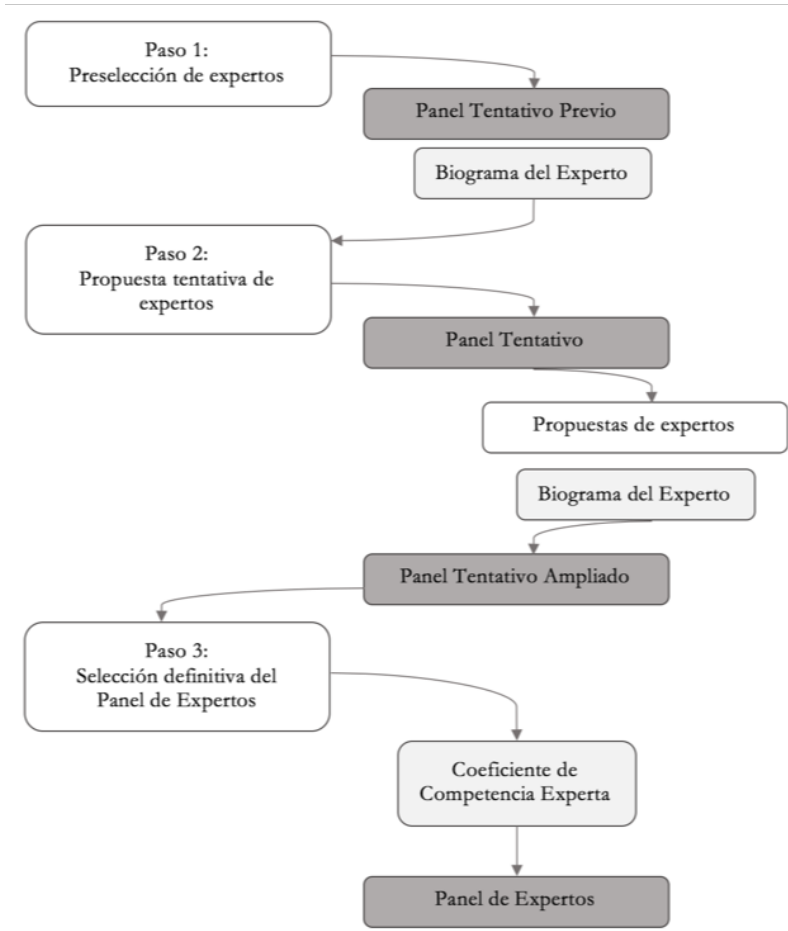 Paso 1:
Preselección de expertos
Panel Tentativo Previo
Biograma del Experto
Paso 2:
Propuesta tentativa de
expertos
Panel Tentativo
Propuestas de expertos
Biograma del Experto
Panel Tentativo Ampliado
Paso 3:
Selección definitiva del
Panel de Expertos
Coeficiente de
Competencia Experta
Panel de Expertos